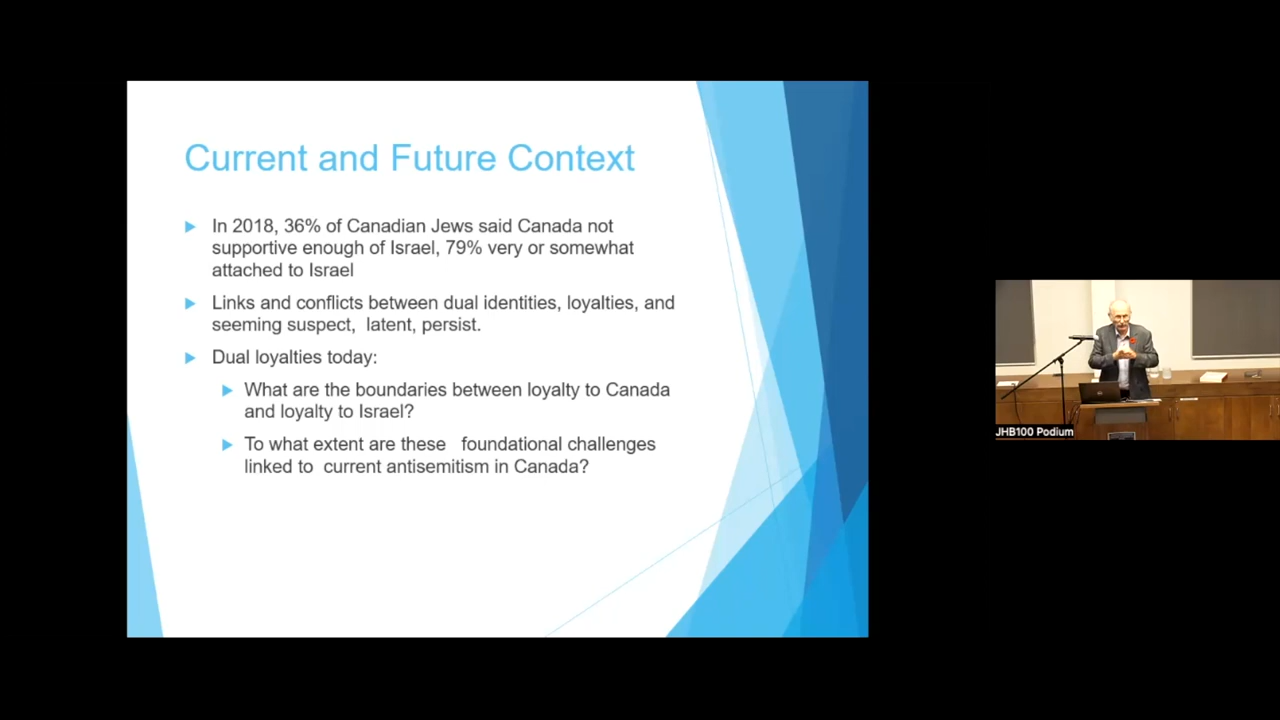 Current and Future Context
In 2018, 36% of Canadian Jews said Canada not
supportive enough of Israel, 79% very or somewhat
attached to Israel
Links and conflicts between dual identities, loyalties, and
seeming suspect, latent, persist.
Dual loyalties today:
What are the boundaries between loyalty to Canada
and loyalty to Israel?
To what extent are these foundational challenges
linked to current antisemitism in Canada?
JHB100 Podium